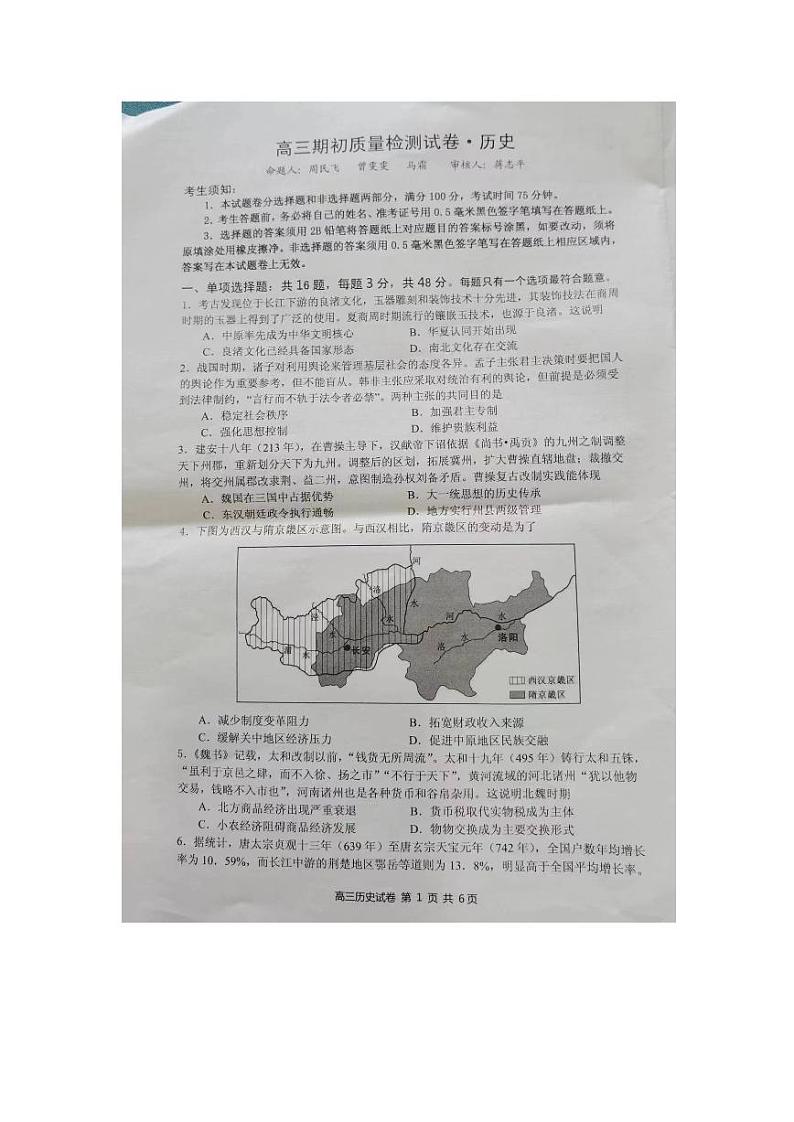 高三期初质量检测试卷·历史
命题人：周民飞 曾雯雯 马霜 审核人：蒋志平
考生须知：
1．本试题卷分选择题和非选择题两部分，满分100分，考试时间75分钟。
2．考生答题前，务必将自己的姓名、准考证号用0.5毫米黑色签字笔填写在答题纸上。
3．选择题的答案须用2B铅笔将答题纸上对应题目的答案标号涂黑，如要改动，须将
原填涂处用橡皮擦净。非选择题的答案须用0.5毫米黑色签字笔写在答题纸上相应区域内，
答案写在本试题卷上无效。
一、单项选择题：共16题，每题3分，共48分。每题只有一个选项最符合题意。
1．考古发现位于长江下游的良渚文化，玉器雕刻和装饰技术十分先进，其装饰技法在商周
时期的玉器上得到了广泛的使用。夏商周时期流行的镶嵌玉技术，也源于良渚。这说明
A．中原率先成为中华文明核心 B．华夏认同开始出现
C．良渚文化已经具备国家形态 D．南北文化存在交流
2．战国时期，诸子对利用舆论来管理基层社会的态度各异。孟子主张君主决策时要把国人
的舆论作为重要参考，但不能盲从。韩非主张应采取对统治有利的舆论，但前提是必须受
到法律制约，“言行而不轨于法令者必禁”。两种主张的共同目的是
A．稳定社会秩序 B．加强君主专制
C．强化思想控制 D．维护贵族利益
3．建安十八年（213年），在曹操主导下，汉献帝下诏依据《尚书•禹贡》的九州之制调整
天下州郡，重新划分天下为九州。调整后的区划，拓展冀州，扩大曹操直辖地盘；裁撤交
州，将交州属郡改隶荆、益二州，意图制造孙权刘备矛盾。曹操复古改制实践能体现
A．魏国在三国中占据优势 B．大一统思想的历史传承
C．东汉朝廷政令执行通畅 D．地方实行州县两级管理
4．下图为西汉与隋京畿区示意图。与西汉相比，隋京畿区的变动是为了
河
洛
泾
水
水
水
河
水
渭
水
长安
洛
水
洛阳
西汉京畿区
隋京畿区
A．减少制度变革阻力 B．拓宽财政收入来源
C．缓解关中地区经济压力 D．促进中原地区民族交融
5．《魏书》记载，太和改制以前，“钱货无所周流”。太和十九年（495年）铸行太和五铢，
“虽利于京邑之肆，而不入徐、扬之市”“不行于天下”，黄河流域的河北诸州“犹以他物
交易，钱略不入市也”，河南诸州也是各种货币和谷帛杂用。这说明北魏时期
A．北方商品经济出现严重衰退 B．货币税取代实物税成为主体
C．小农经济阻碍商品经济发展 D．物物交换成为主要交换形式
6．据统计，唐太宗贞观十三年（639年）至唐玄宗天宝元年（742年），全国户数年均增长
率为10．59%，而长江中游的荆楚地区鄂岳等道则为13．8%，明显高于全国平均增长率。
高三历史试卷 第 1 页 共 6页